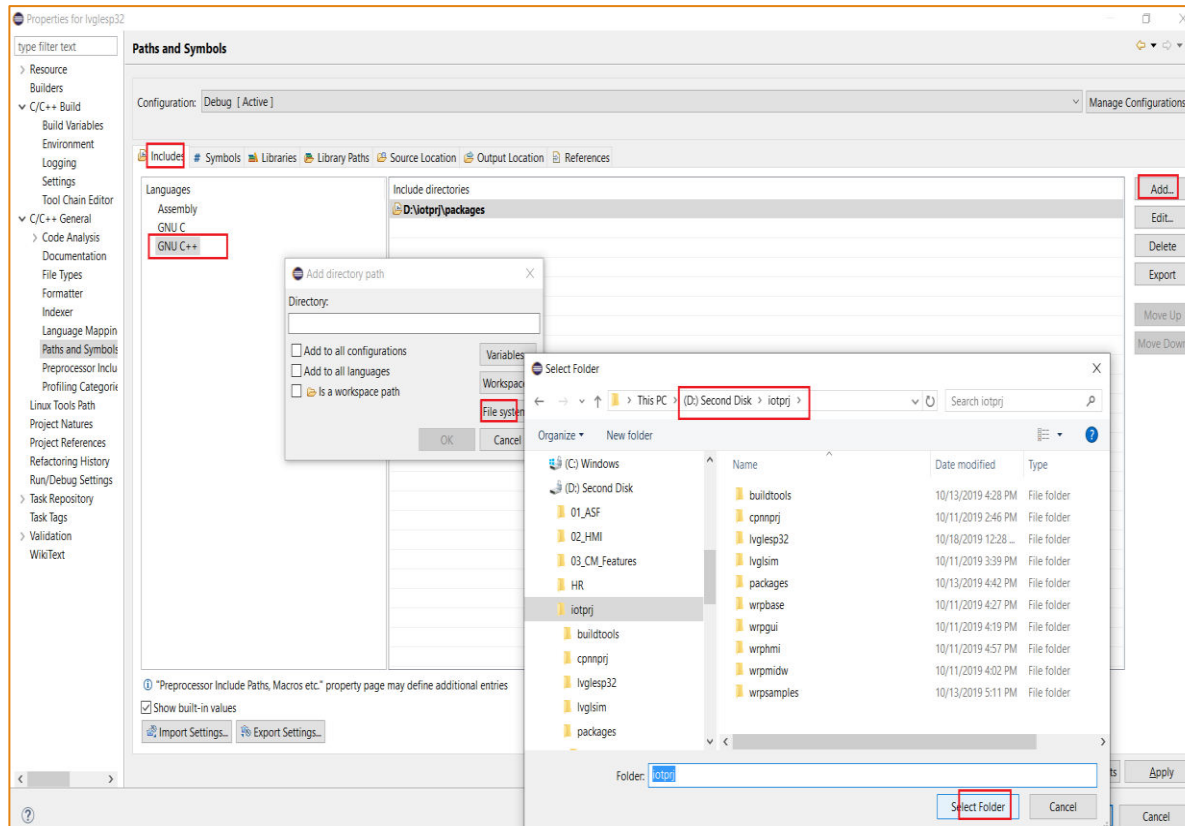 Properties for lvglesp32
type filter text
Resource
Builders
C/C++ Build
Build Variables
Environment
Logging
Settings
Tool Chain Editor
C/C++ General
Code Analysis
Documentation
File Types
Formatter
Indexer
Language Mappin
Paths and Symbols
Preprocessor Inclu
Profiling Categorie
Linux Tools Path
Project Natures
Project References
Refactoring History
Run/Debug Settings
Task Repository
Task Tags
Validation
WikiText
Paths and Symbols
Configuration: Debug [ Active ]
Manage Configurations
Includes # Symbols Libraries Library Paths Source Location Output Location References
Languages
Assembly
GNU C
GNU C++
Include directories
D:\iotprj\packages
Add...
Edit...
Delete
Export
Move Up
Move Down
Add directory path
Directory:
Add to all configurations
Add to all languages
Is a workspace path
Variables
Workspac
File system
OK Cancel
Select Folder
This PC > (D:) Second Disk > iotprj >
Search iotprj
Organize New folder
(C:) Windows
(D:) Second Disk
01_ASF
02_HMI
03_CM_Features
HR
iotprj
buildtools
cpnnprj
lvglesp32
lvglsim
packages
Name Date modified Type
buildtools 10/13/2019 4:28 PM File folder
cpnnprj 10/11/2019 2:46 PM File folder
lvglesp32 10/18/2019 12:28 ... File folder
lvglsim 10/11/2019 3:39 PM File folder
packages 10/13/2019 4:42 PM File folder
wrpbase 10/11/2019 4:27 PM File folder
wrpgui 10/11/2019 4:19 PM File folder
wrphmi 10/11/2019 4:57 PM File folder
wrpmidw 10/11/2019 4:02 PM File folder
wrpsamples 10/13/2019 5:11 PM File folder
Folder: iotprj
Select Folder Cancel
"Preprocessor Include Paths, Macros etc." property page may define additional entries
Show built-in values
Import Settings... Export Settings...
ts Apply
Cancel